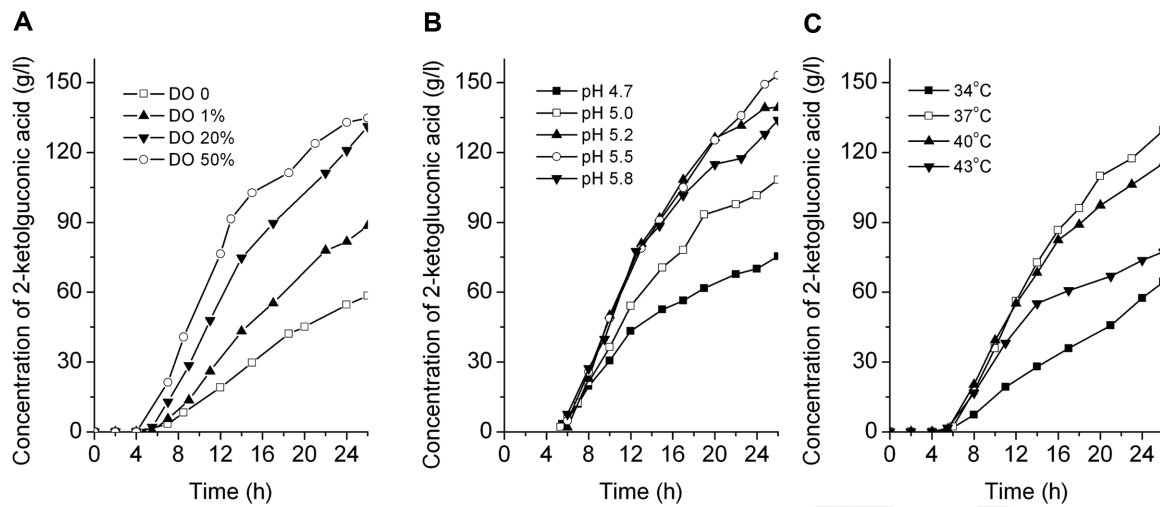 A
Concentration of 2-ketolguconic acid (g/l)
150
120
90
60
30
0
DO 0
DO 1%
DO 20%
DO 50%
0 4 8 12 16 20 24
Time (h)
B
Concentration of 2-ketogluconic acid (g/l)
150
120
90
60
30
0
pH 4.7
pH 5.0
pH 5.2
pH 5.5
pH 5.8
0 4 8 12 16 20 24
Time (h)
C
Concentration of 2-ketogluconic acid (g/l)
150
120
90
60
30
0
34°C
37°C
40°C
43°C
0 4 8 12 16 20 24
Time (h)